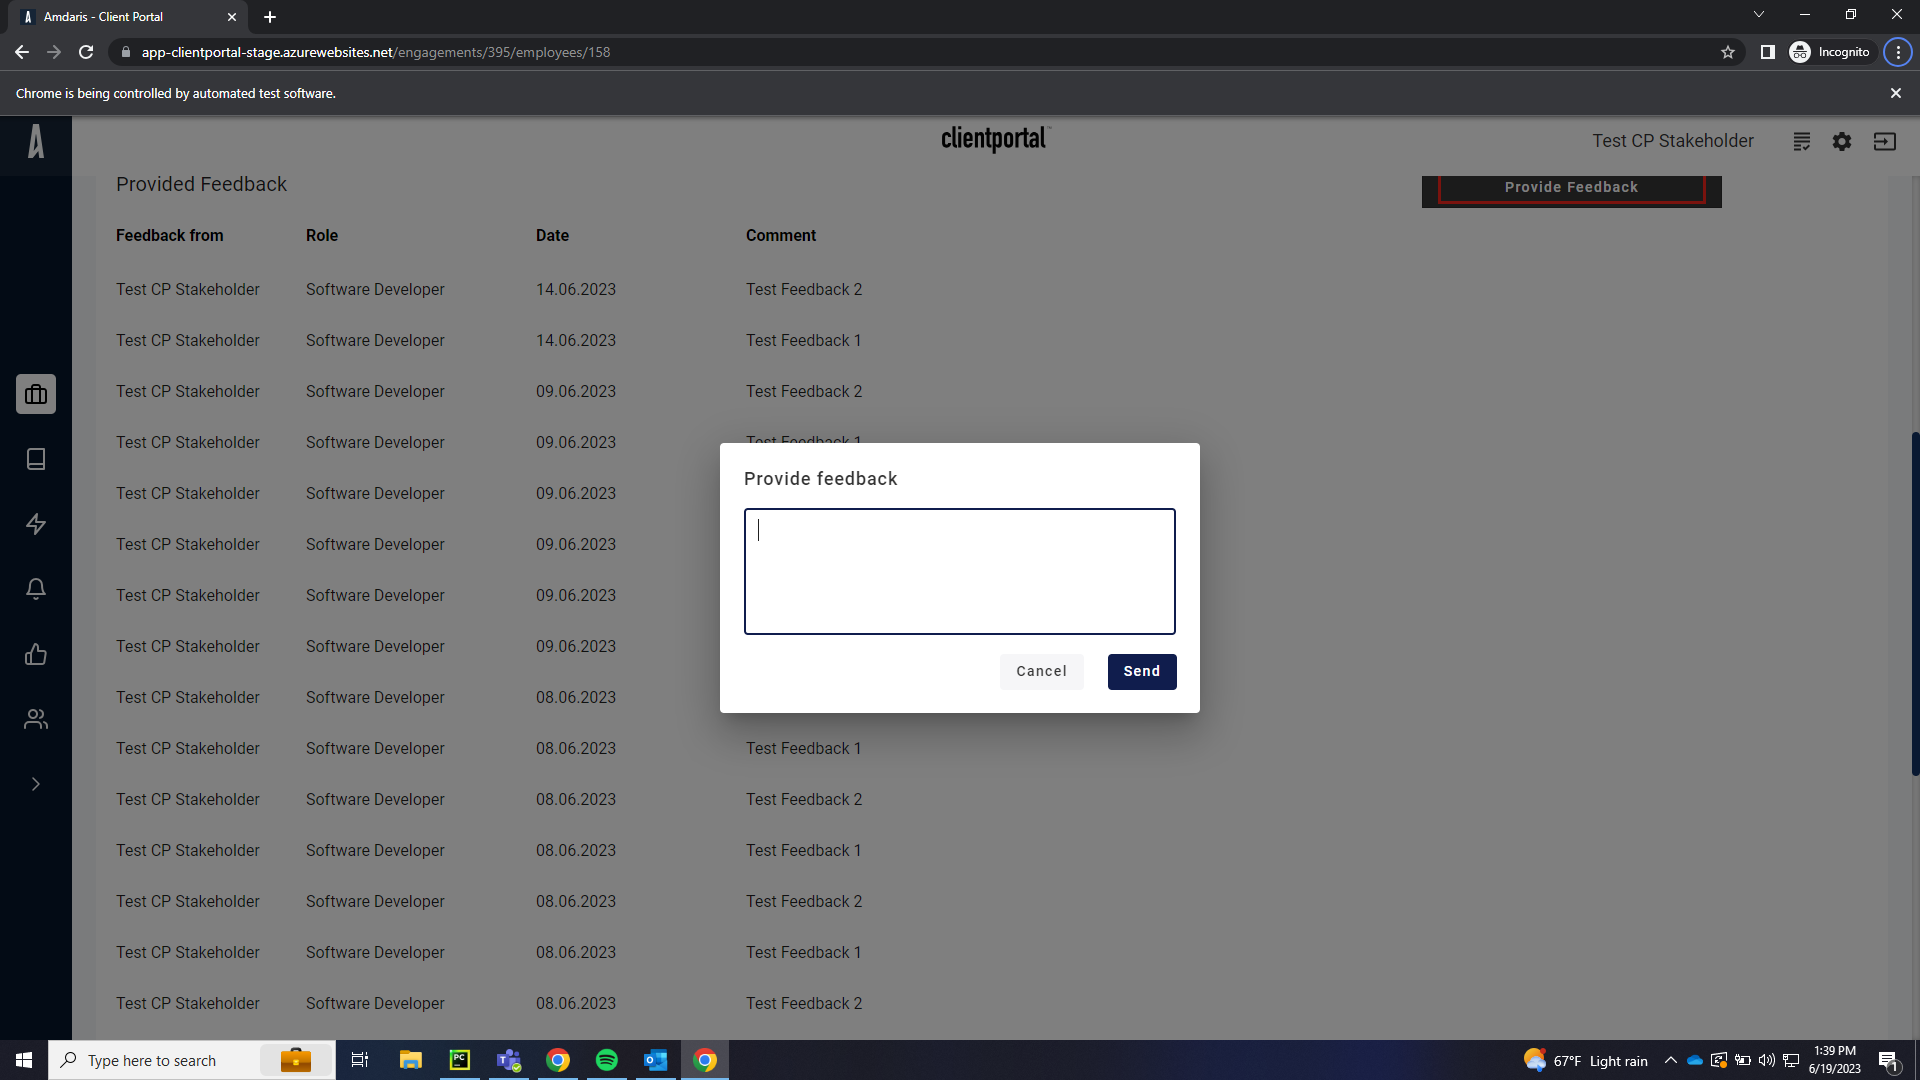 Amdaris - Client Portal
app-clientportal-stage.azurewebsites.net/engagements/395/employees/158
Incognito
Chrome is being controlled by automated test software.
clientportal
Test CP Stakeholder
Provided Feedback
Provide Feedback
Feedback from Role Date Comment
Test CP Stakeholder Software Developer 14.06.2023 Test Feedback 2
Test CP Stakeholder Software Developer 14.06.2023 Test Feedback 1
Test CP Stakeholder Software Developer 09.06.2023 Test Feedback 2
Test CP Stakeholder Software Developer 09.06.2023 Test Feedback 1
Test CP Stakeholder Software Developer 09.06.2023
Test CP Stakeholder Software Developer 09.06.2023
Test CP Stakeholder Software Developer 09.06.2023
Test CP Stakeholder Software Developer 09.06.2023
Test CP Stakeholder Software Developer 08.06.2023
Test CP Stakeholder Software Developer 08.06.2023 Test Feedback 1
Test CP Stakeholder Software Developer 08.06.2023 Test Feedback 2
Test CP Stakeholder Software Developer 08.06.2023 Test Feedback 1
Test CP Stakeholder Software Developer 08.06.2023 Test Feedback 2
Test CP Stakeholder Software Developer 08.06.2023 Test Feedback 1
Test CP Stakeholder Software Developer 08.06.2023 Test Feedback 2
Provide feedback
Cancel
Send
Type here to search
67°F Light rain
1:39 PM
6/19/2023
1